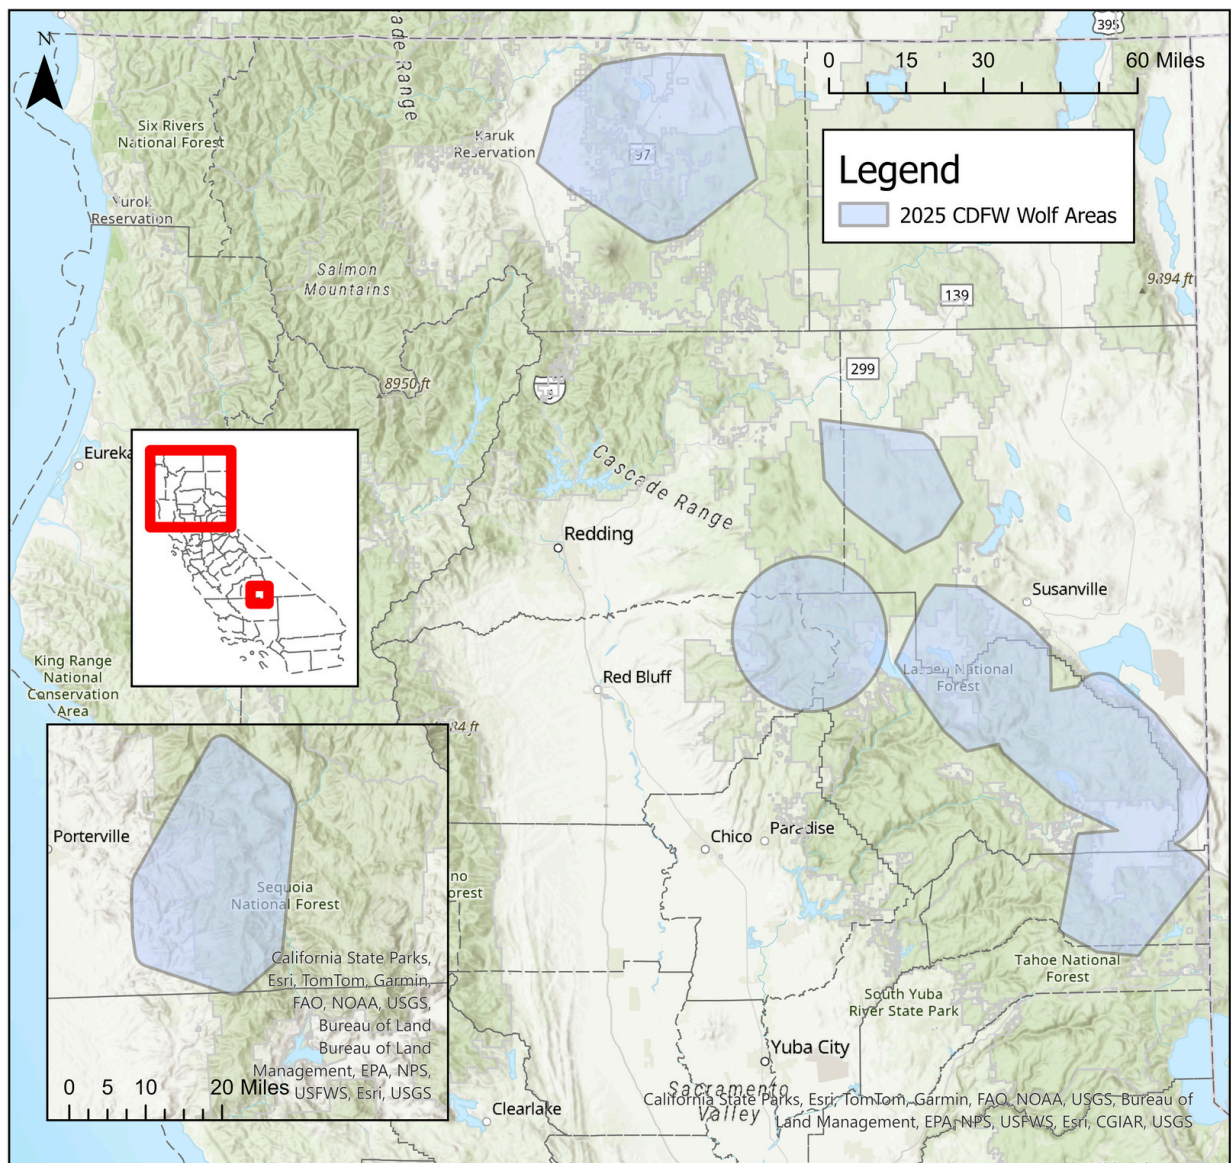 ade Range
395
N
0 15 30 60 Miles
Six Rivers
National Forest
Karuk
Reservation
97
Legend
2025 CDFW Wolf Areas
Yurok
Reservation
Salmon
Mountains
9894 ft
139
299
8950 ft
5
Eureka
Cascade Range
Redding
Susanville
King Range
National
Conservation
Area
Red Bluff
Lassen National
Forest
84 ft
Porterville
Chico
Paradise
Sequoia
National Forest
no
orest
California State Parks,
Esri, TomTom, Garmin,
FAO, NOAA, USGS,
Bureau of Land
Bureau of Land
Management, EPA, NPS,
USFWS, Esri, USGS
0 5 10 20 Miles
Tahoe National
Forest
South Yuba
River State Park
Yuba City
Sacramento
Valley
Clearlake
California State Parks, Esri, TomTom, Garmin, FAO, NOAA, USGS, Bureau of
Land Management, EPA, NPS, USFWS, Esri, CGIAR, USGS